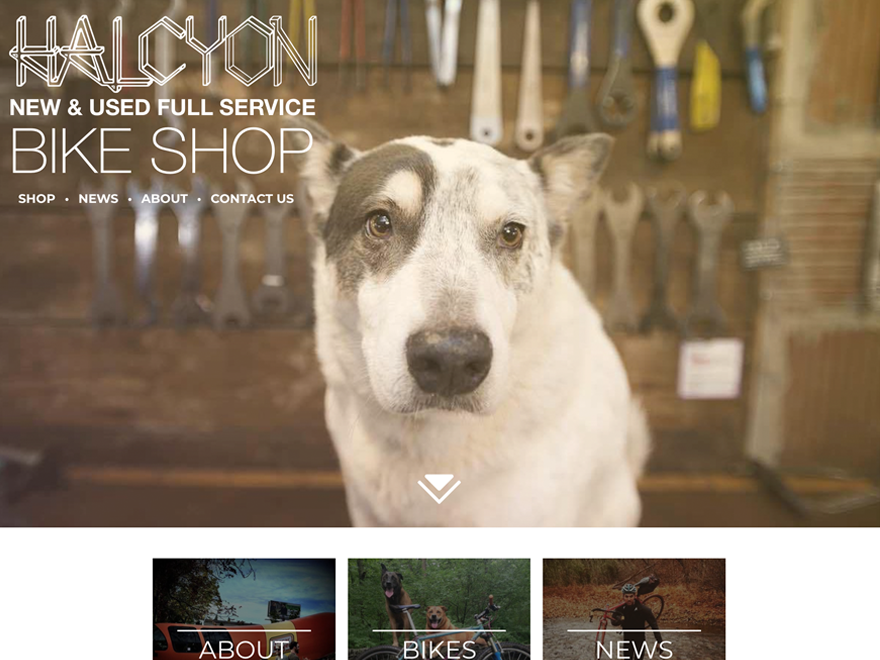 HALCYON
NEW & USED FULL SERVICE
BIKE SHOP
SHOP • NEWS • ABOUT • CONTACT US
ABOUT
BIKES
NEWS